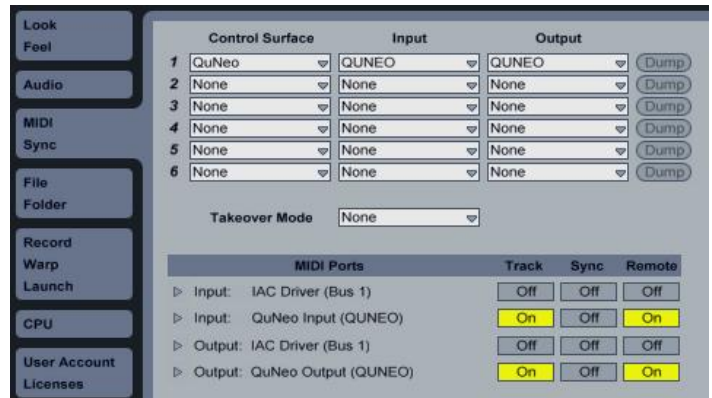 Look
Feel
Audio
MIDI
Sync
File
Folder
Record
Warp
Launch
CPU
User Account
Licenses
Control Surface Input Output
1 QuNeo QUNEO QUNEO Dump
2 None None None Dump
3 None None None Dump
4 None None None Dump
5 None None None Dump
6 None None None Dump
Takeover Mode None
MIDI Ports Track Sync Remote
Input: IAC Driver (Bus 1) Off Off Off
Input: QuNeo Input (QUNEO) On Off On
Output: IAC Driver (Bus 1) Off Off Off
Output: QuNeo Output (QUNEO) On Off On